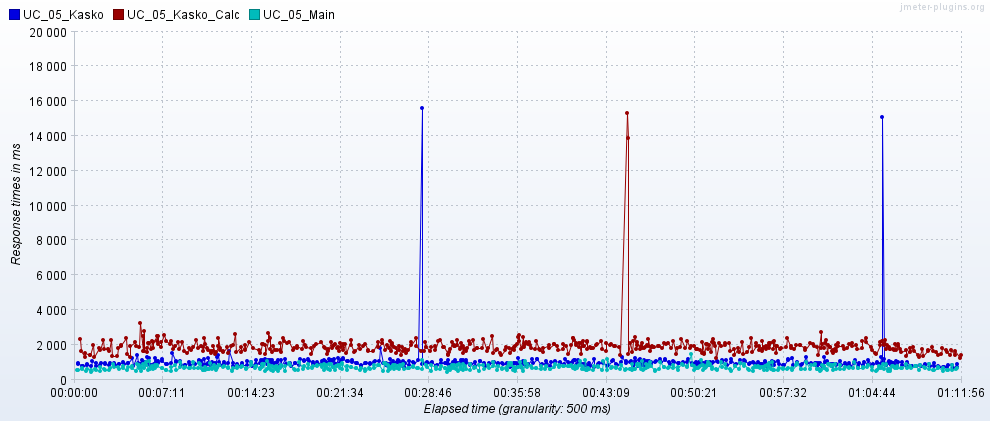 UC_05_Kasko UC_05_Kasko_Calc UC_05_Main
jmeter-plugins.org
20 000
18 000
16 000
14 000
12 000
10 000
8 000
6 000
4 000
2 000
0
Response times in ms
00:00:00 00:07:11 00:14:23 00:21:34 00:28:46 00:35:58 00:43:09 00:50:21 00:57:32 01:04:44 01:11:56
Elapsed time (granularity: 500 ms)